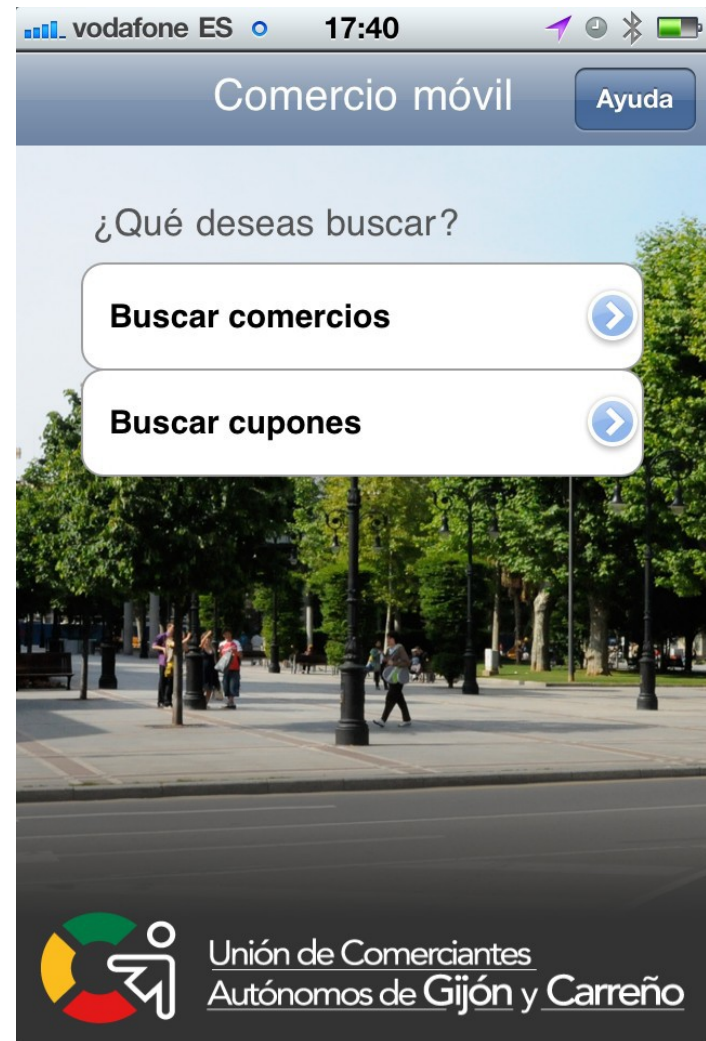 vodafone ES 17:40
Comercio móvil Ayuda
¿Qué deseas buscar?
Buscar comercios
Buscar cupones
Unión de Comerciantes
Autónomos de Gijón y Carreño